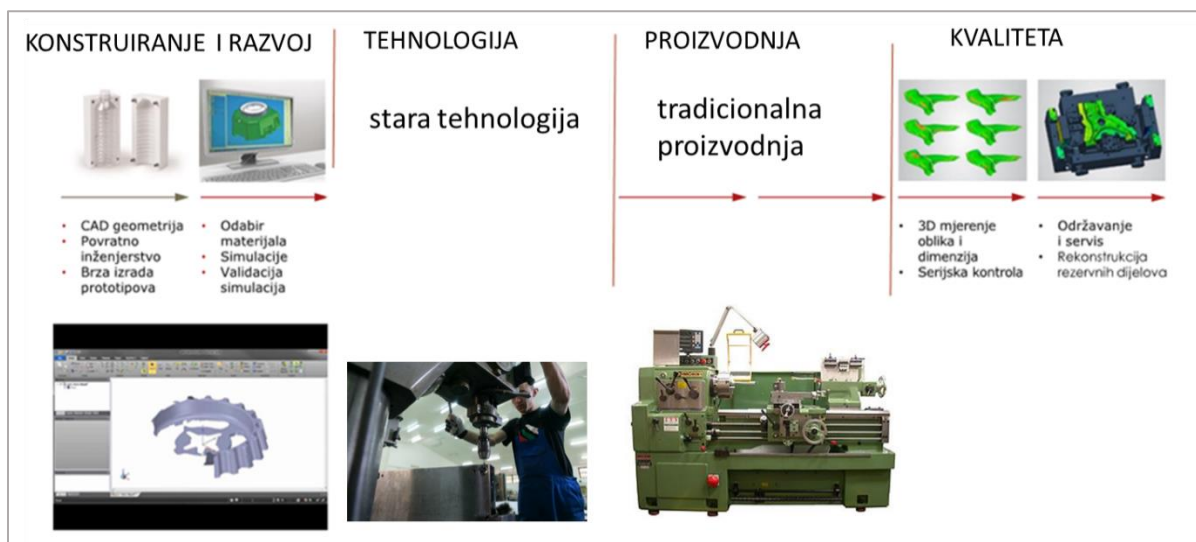 KONSTRUIRANJE I RAZVOJ
TEHNOLOGIJA
PROIZVODNJA
KVALITETA
stara tehnologija
tradicionalna
proizvodnja
• CAD geometrija
• Povratno
inženjerstvo
• Brza izrada
prototipova
• Odabir
materijala
• Simulacije
• Validacija
simulacija
• 3D mjerenje
oblika i
dimenzija
• Serijska kontrola
• Održavanje
i servis
• Rekonstrukcija
rezervnih dijelova